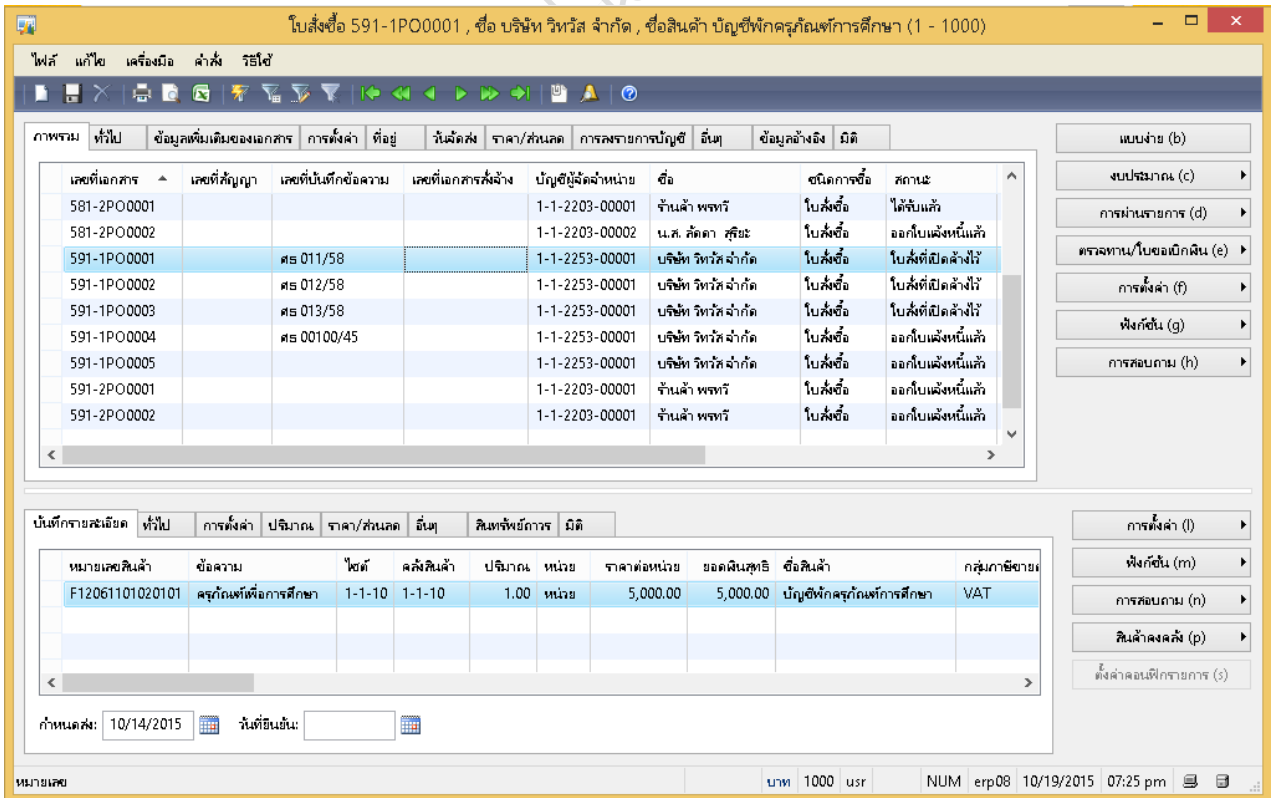 ใบสั่งซื้อ 591-1PO0001 , ชื่อ บริษัท วิทวัส จำกัด , ชื่อสินค้า บัญชีพักครุภัณฑ์การศึกษา (1 - 1000)
ไฟล์ แก้ไข เครื่องมือ คำสั่ง วิธีใช้
ภาพรวม ทั่วไป ข้อมูลเพิ่มเติมของเอกสาร การตั้งค่า ที่อยู่ วันจัดส่ง ราคา/ส่วนลด การลงรายการบัญชี อื่นๆ ข้อมูลอ้างอิง มิติ
แบบง่าย (b)
งบประมาณ (c)
การผ่านรายการ (d)
ตรวจทาน/ใบขอเบิกเงิน (e)
การตั้งค่า (f)
ฟังก์ชั่น (g)
การสอบถาม (h)
เลขที่เอกสาร เลขที่สัญญา เลขที่บันทึกข้อความ เลขที่เอกสารสั่งจ้าง บัญชีผู้จัดจำหน่าย ชื่อ ชนิดการซื้อ สถานะ
581-2PO0001 1-1-2203-00001 ร้านค้า พรทวี ใบสั่งซื้อ ได้รับแล้ว
581-2PO0002 1-1-2203-00002 น.ส. ลัดดา สุริยะ ใบสั่งซื้อ ออกใบแจ้งหนี้แล้ว
591-1PO0001 ศธ 011/58 1-1-2253-00001 บริษัท วิทวัส จำกัด ใบสั่งซื้อ ใบสั่งที่เปิดค้างไว้
591-1PO0002 ศธ 012/58 1-1-2253-00001 บริษัท วิทวัส จำกัด ใบสั่งซื้อ ใบสั่งที่เปิดค้างไว้
591-1PO0003 ศธ 013/58 1-1-2253-00001 บริษัท วิทวัส จำกัด ใบสั่งซื้อ ใบสั่งที่เปิดค้างไว้
591-1PO0004 ศธ 00100/45 1-1-2253-00001 บริษัท วิทวัส จำกัด ใบสั่งซื้อ ออกใบแจ้งหนี้แล้ว
591-1PO0005 1-1-2253-00001 บริษัท วิทวัส จำกัด ใบสั่งซื้อ ออกใบแจ้งหนี้แล้ว
591-2PO0001 1-1-2203-00001 ร้านค้า พรทวี ใบสั่งซื้อ ออกใบแจ้งหนี้แล้ว
591-2PO0002 1-1-2203-00001 ร้านค้า พรทวี ใบสั่งซื้อ ออกใบแจ้งหนี้แล้ว
บันทึกรายละเอียด ทั่วไป การตั้งค่า ปริมาณ ราคา/ส่วนลด อื่นๆ สินทรัพย์ถาวร มิติ
การตั้งค่า (l)
ฟังก์ชั่น (m)
การสอบถาม (n)
สินค้าคงคลัง (p)
ตั้งค่าคอนฟิกรายการ (s)
หมายเลขสินค้า ข้อความ ไซต์ คลังสินค้า ปริมาณ หน่วย ราคาต่อหน่วย ยอดเงินสุทธิ ชื่อสินค้า กลุ่มภาษีขาย
F12061101020101 ครุภัณฑ์เพื่อการศึกษา 1-1-10 1-1-10 1.00 หน่วย 5,000.00 5,000.00 บัญชีพักครุภัณฑ์การศึกษา VAT
กำหนดส่ง: 10/14/2015 วันที่ยืนยัน:
หมายเลข บาท 1000 usr NUM erp08 10/19/2015 07:25 pm